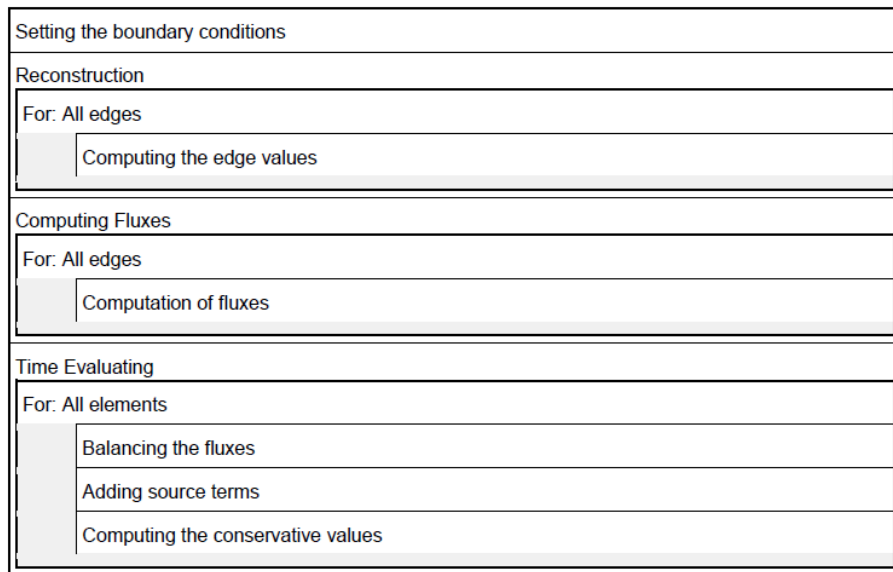 Setting the boundary conditions
Reconstruction
For: All edges
Computing the edge values
Computing Fluxes
For: All edges
Computation of fluxes
Time Evaluating
For: All elements
Balancing the fluxes
Adding source terms
Computing the conservative values